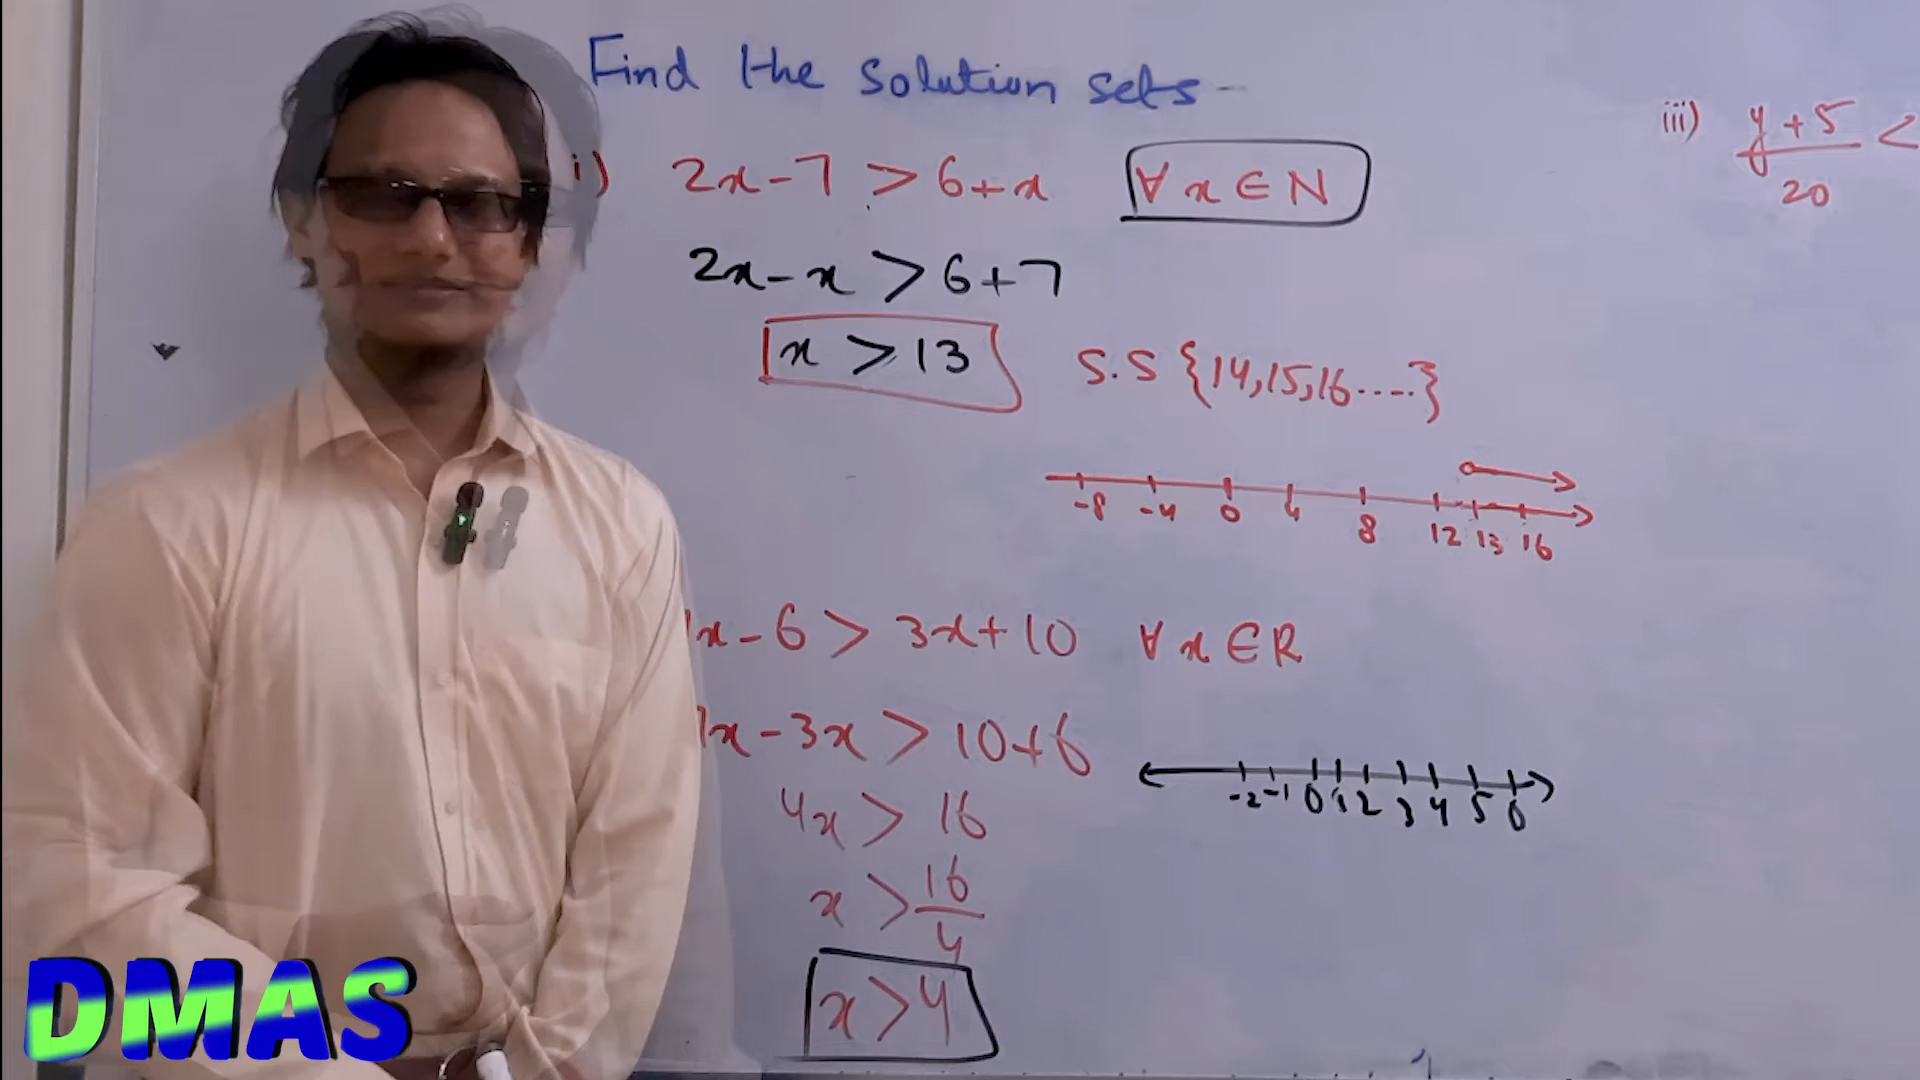 Find the solution sets-
i) 2x-7 > 6+x ∀ x ∈ N
2x-x > 6+7
x > 13 S.S {14,15,16....}
-8 -4 0 4 8 12 13 16
x-6 > 3x+10 ∀ x ∈ R
7x-3x > 10+6
-2 -1 0 1 2 3 4 5 6
4x > 16
x > 16/4
x > 4
iii) y+5/20 <
DMAS